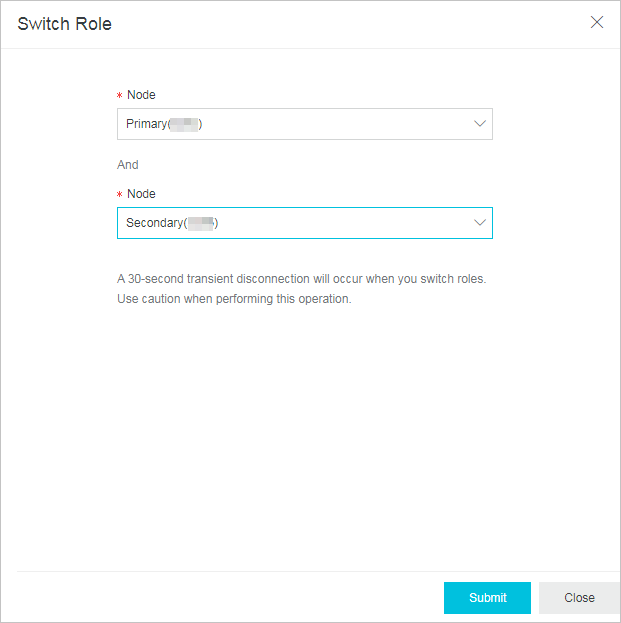 Switch Role
* Node
Primary( )
And
* Node
Secondary( )
A 30-second transient disconnection will occur when you switch roles.
Use caution when performing this operation.
Submit Close